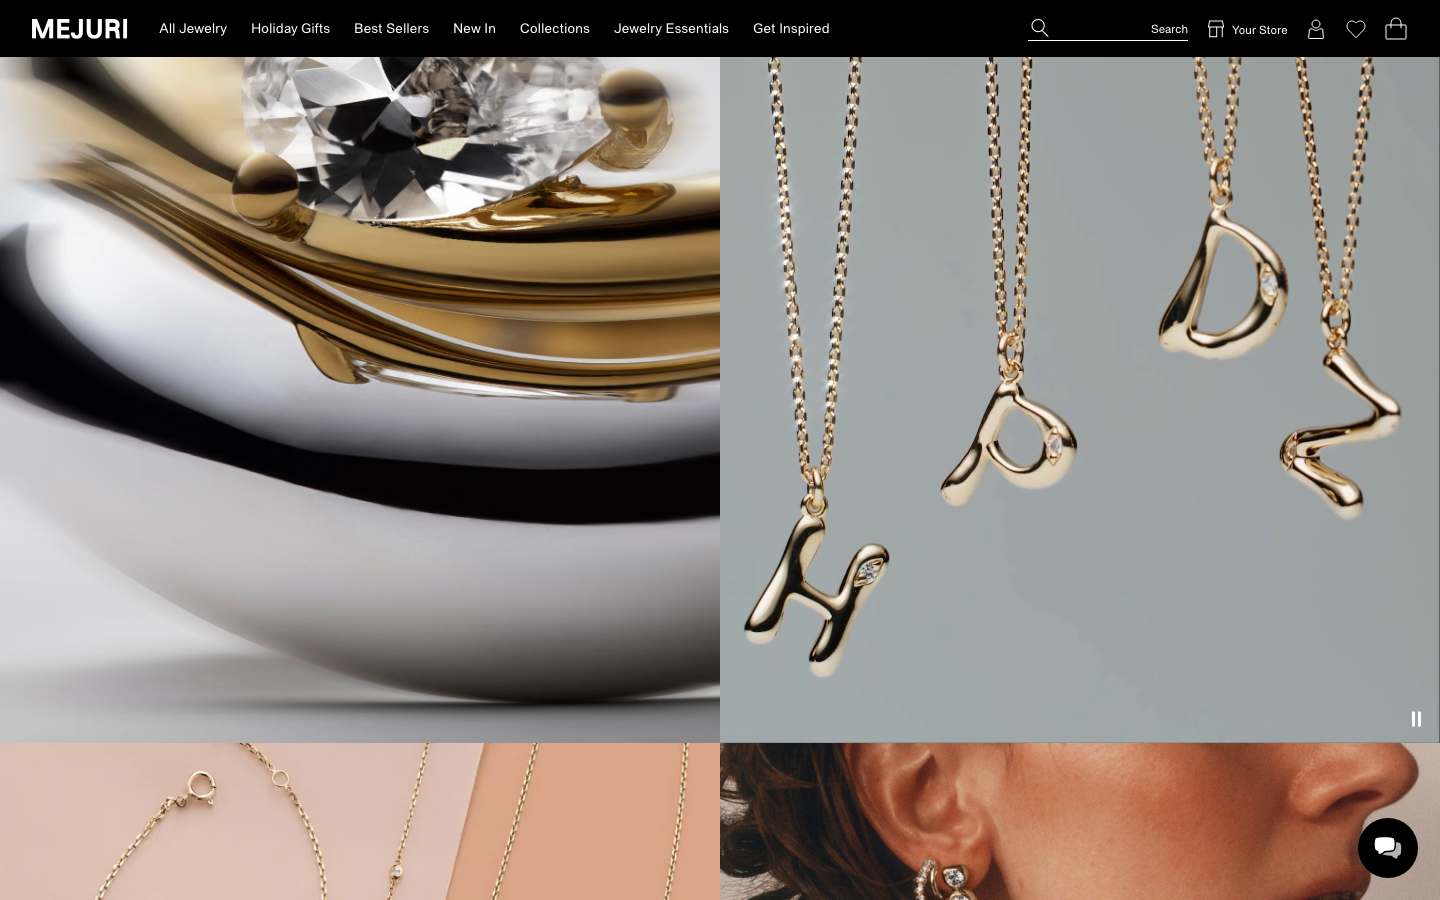 MEJURI
All Jewelry
Holiday Gifts
Best Sellers
New In
Collections
Jewelry Essentials
Get Inspired
Search
Your Store
H
P
D
Z